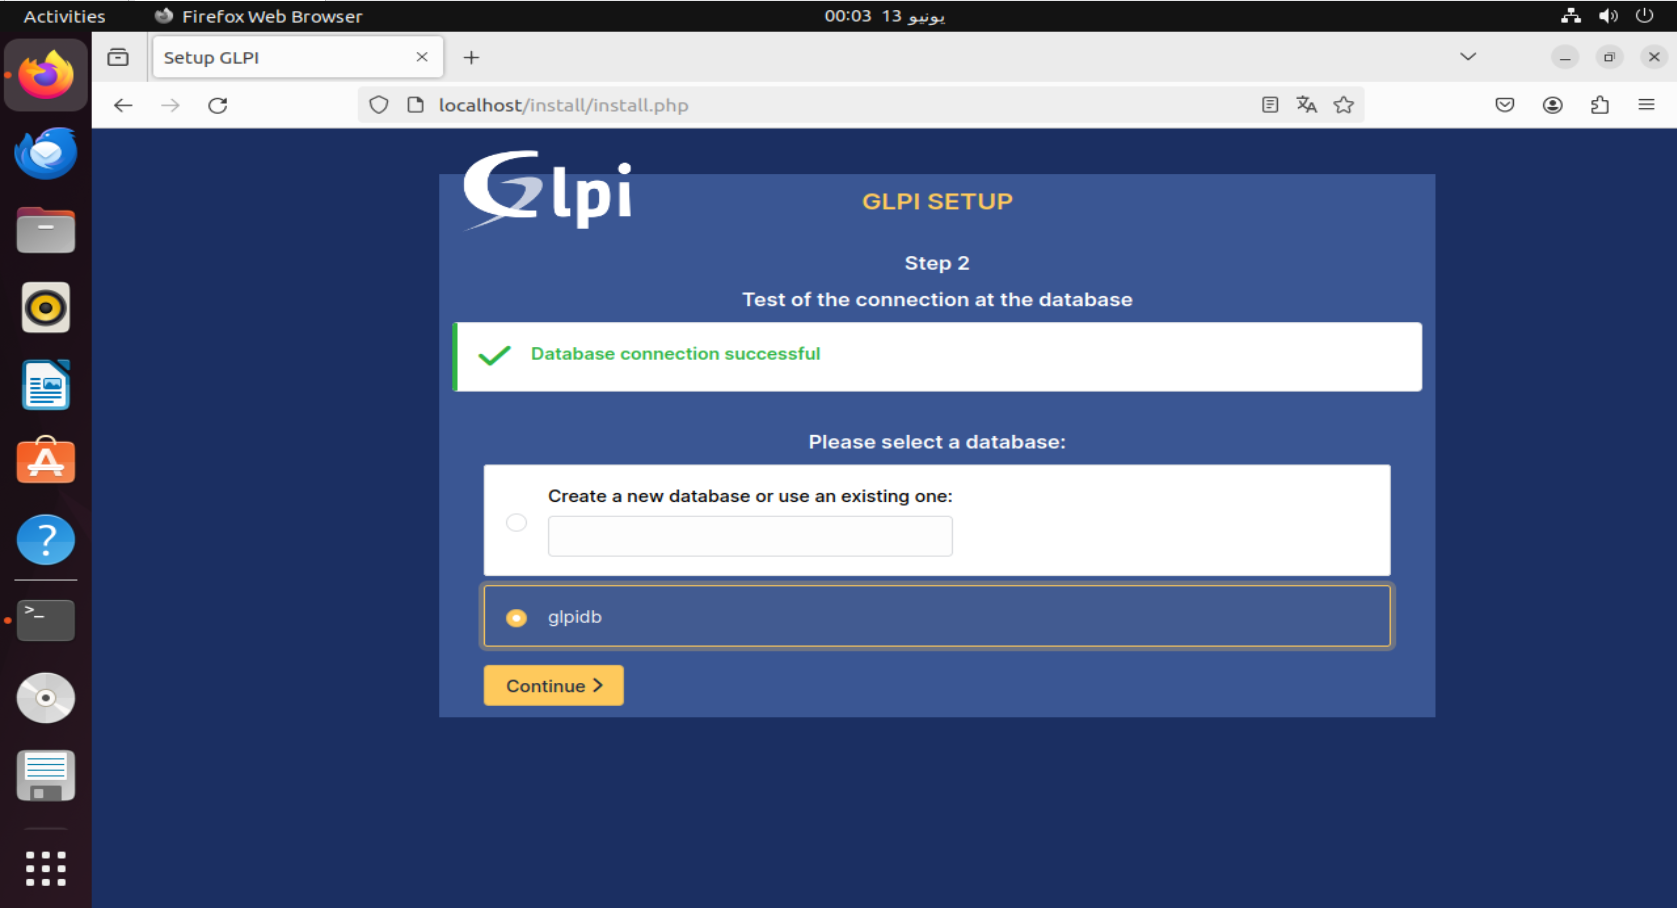 Activities
Firefox Web Browser
00:03 13 يونيو
Setup GLPI
localhost/install/install.php
Glpi
GLPI SETUP
Step 2
Test of the connection at the database
Database connection successful
Please select a database:
Create a new database or use an existing one:
glpidb
Continue